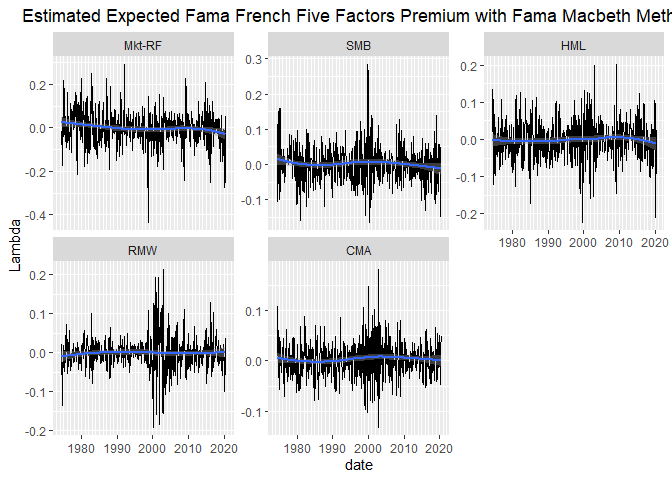 Estimated Expected Fama French Five Factors Premium with Fama Macbeth Meth
Mkt-RF
SMB
HML
0.2
0.0
-0.2
-0.4
0.3
0.2
0.1
0.0
-0.1
0.2
0.1
0.0
-0.1
-0.2
1980 1990 2000 2010 2020
Lambda
RMW
CMA
0.2
0.1
0.0
-0.1
-0.2
0.1
0.0
-0.1
1980 1990 2000 2010 2020
1980 1990 2000 2010 2020
date